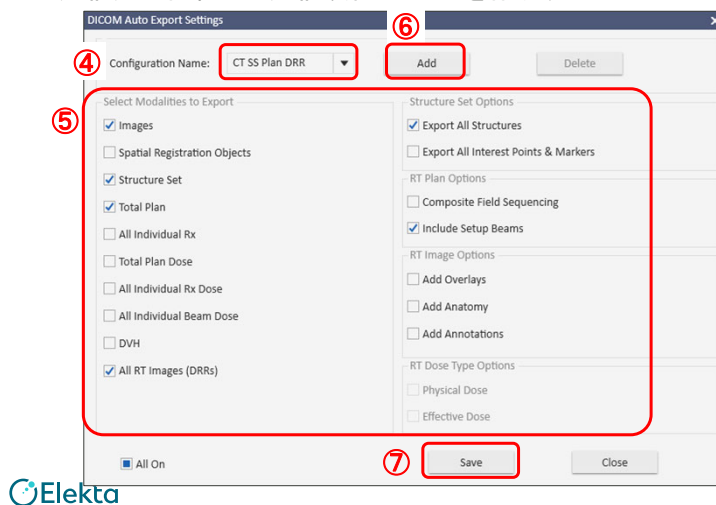 DICOM Auto Export Settings
⑥
④ Configuration Name: CT SS Plan DRR Add Delete
⑤
Select Modalities to Export
Images
Spatial Registration Objects
Structure Set
Total Plan
All Individual Rx
Total Plan Dose
All Individual Rx Dose
All Individual Beam Dose
DVH
All RT Images (DRRs)
Structure Set Options
Export All Structures
Export All Interest Points & Markers
RT Plan Options
Composite Field Sequencing
Include Setup Beams
RT Image Options
Add Overlays
Add Anatomy
Add Annotations
RT Dose Type Options
Physical Dose
Effective Dose
All On ⑦ Save Close
Elekta